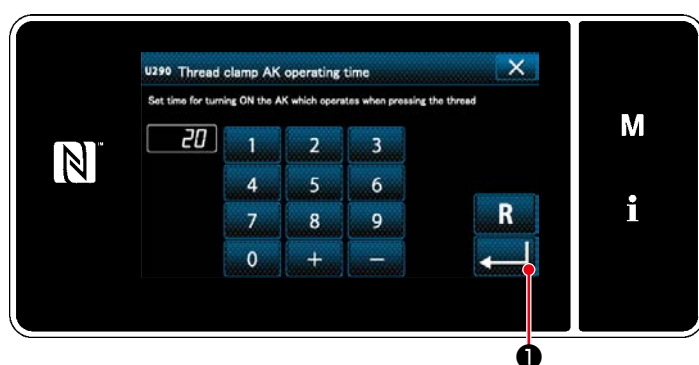 U290 Thread clamp AK operating time
Set time for turning ON the AK which operates when pressing the thread
20
1 2 3
4 5 6
7 8 9
0 + −
R
M
i
N
❶